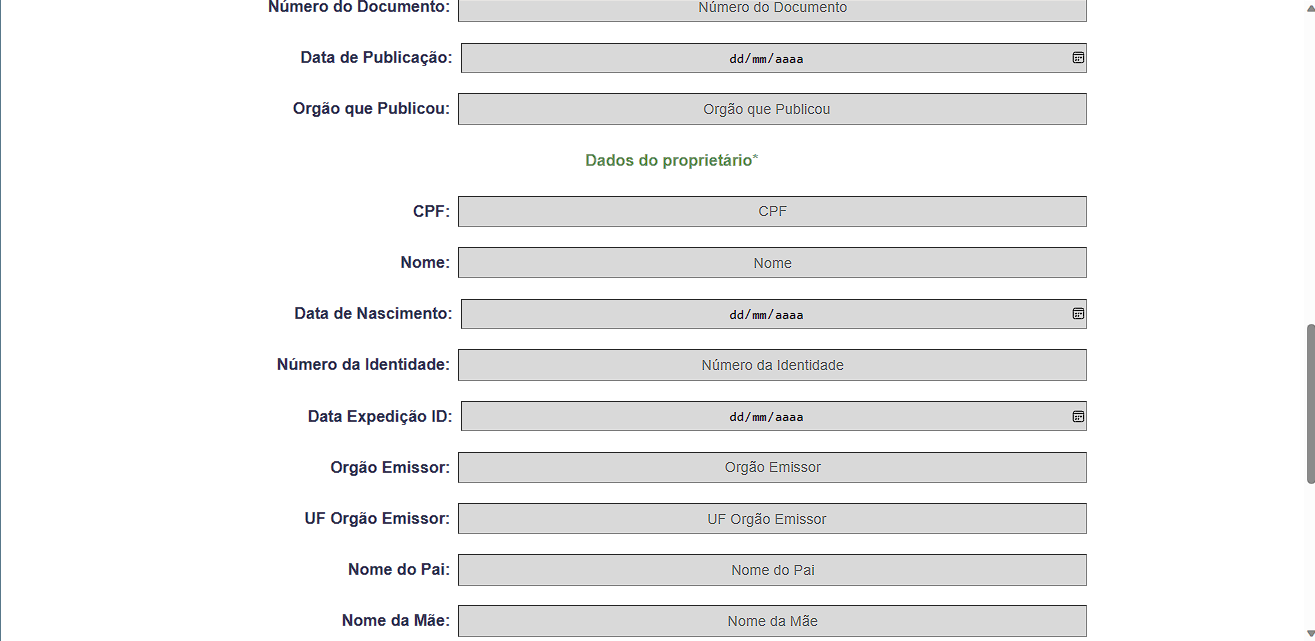 Número do Documento: Número do Documento
Data de Publicação: dd/mm/aaaa
Orgão que Publicou: Orgão que Publicou
Dados do proprietário*
CPF: CPF
Nome: Nome
Data de Nascimento: dd/mm/aaaa
Número da Identidade: Número da Identidade
Data Expedição ID: dd/mm/aaaa
Orgão Emissor: Orgão Emissor
UF Orgão Emissor: UF Orgão Emissor
Nome do Pai: Nome do Pai
Nome da Mãe: Nome da Mãe